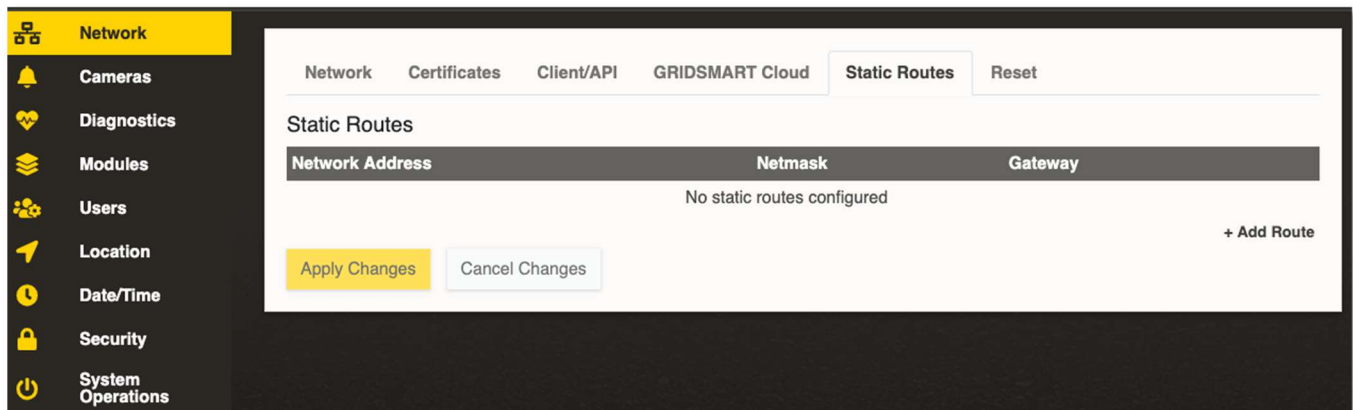 Network
Cameras
Diagnostics
Modules
Users
Location
Date/Time
Security
System
Operations
Network Certificates Client/API GRIDSMART Cloud Static Routes Reset
Static Routes
Network Address Netmask Gateway
No static routes configured
+ Add Route
Apply Changes Cancel Changes